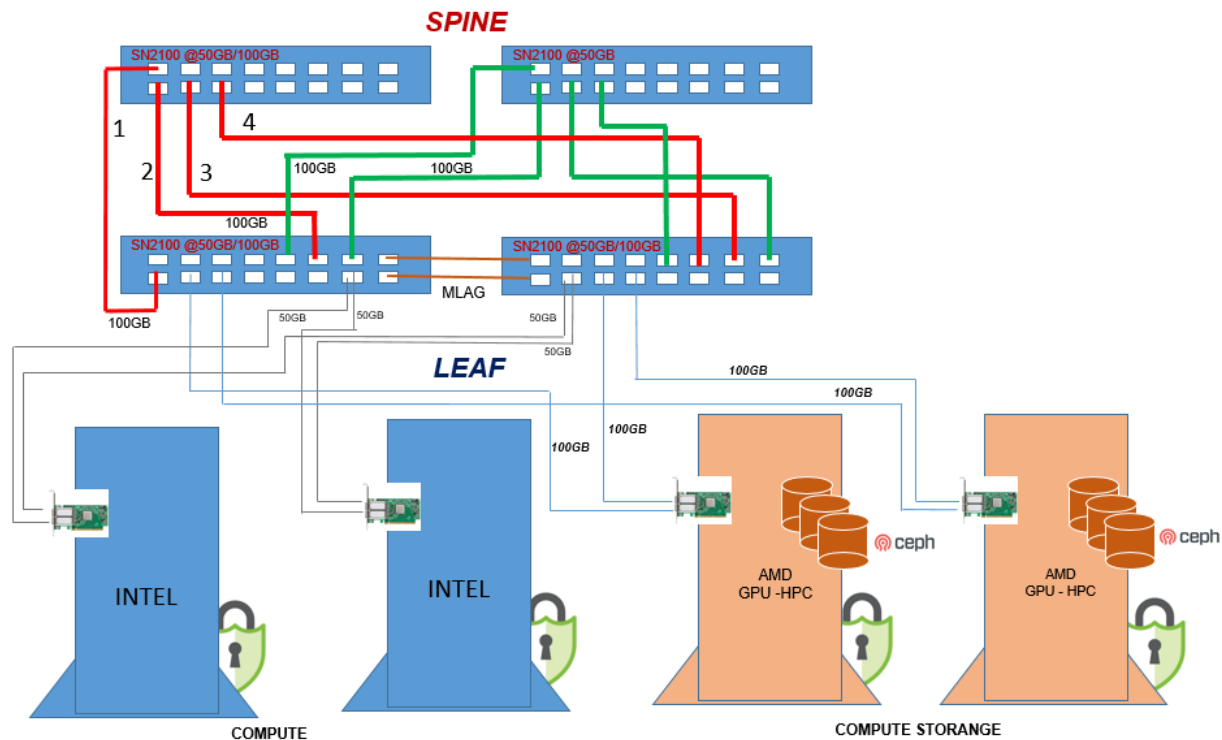 SPINE
SN2100 @50GB/100GB
SN2100 @50GB
1
4
2
3
100GB
100GB
100GB
SN2100 @50GB/100GB
SN2100 @50GB/100GB
MLAG
100GB
50GB
50GB
50GB
50GB
LEAF
100GB
100GB
100GB
100GB
ceph
ceph
AMD
GPU -HPC
AMD
GPU - HPC
INTEL
INTEL
COMPUTE
COMPUTE STORANGE